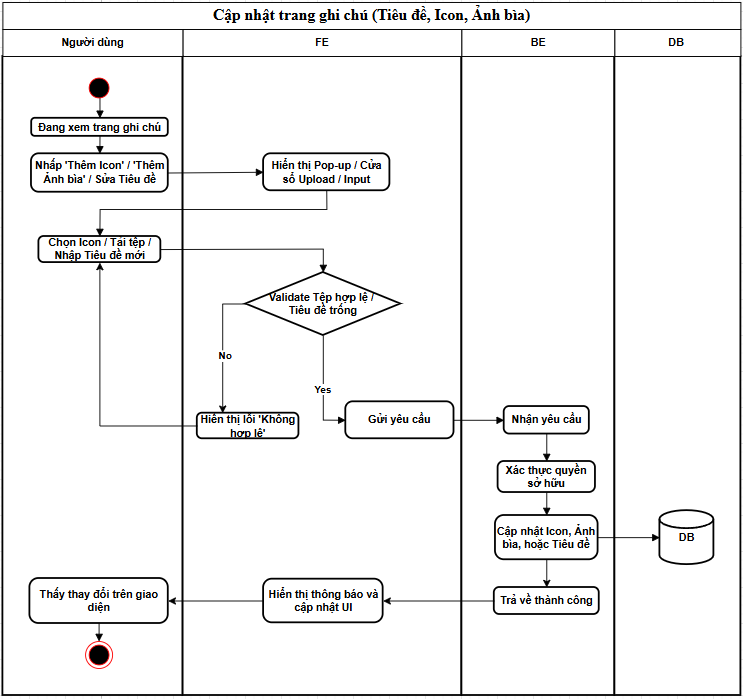 Cập nhật trang ghi chú (Tiêu đề, Icon, Ảnh bìa)
Người dùng
FE
BE
DB
Đang xem trang ghi chú
Nhấp 'Thêm Icon' / 'Thêm
Ảnh bìa' / Sửa Tiêu đề
Hiển thị Pop-up / Cửa
sổ Upload / Input
Chọn Icon / Tải tệp /
Nhập Tiêu đề mới
Validate Tệp hợp lệ /
Tiêu đề trống
No
Yes
Hiển thị lỗi 'Không
hợp lệ'
Gửi yêu cầu
Nhận yêu cầu
Xác thực quyền
sở hữu
Cập nhật Icon, Ảnh
bìa, hoặc Tiêu đề
DB
Thấy thay đổi trên giao
diện
Hiển thị thông báo và
cập nhật UI
Trả về thành công